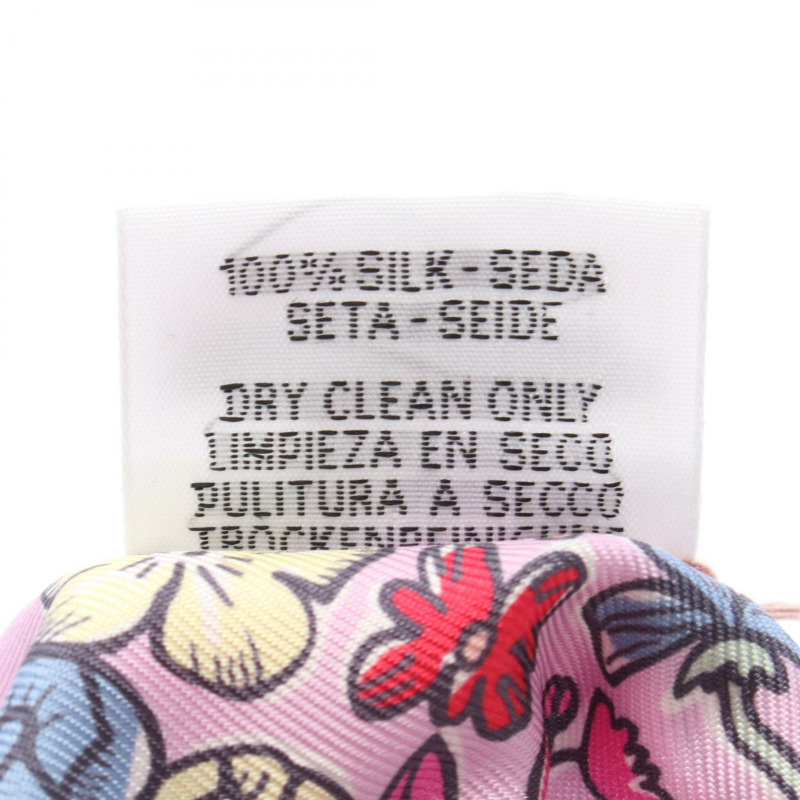 100% SILK - SEDA
SETA - SEIDE
DRY CLEAN ONLY
LIMPIEZA EN SECO
PULITURA A SECCO